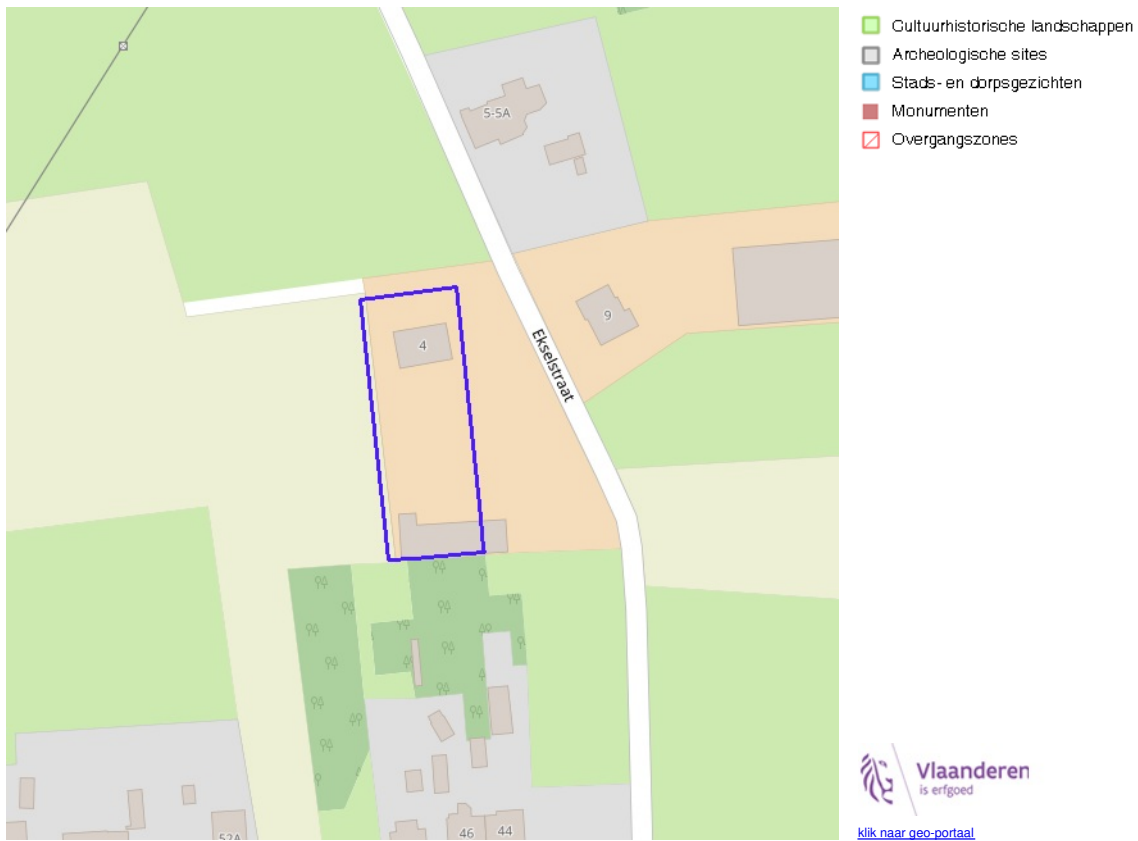 5-5A
9
4
Ekselstraat
52A
46
44
Cultuurhistorische landschappen
Archeologische sites
Stads- en dorpsgezichten
Monumenten
Overgangszones
Vlaanderen
is erfgoed
klik naar geo-portaal